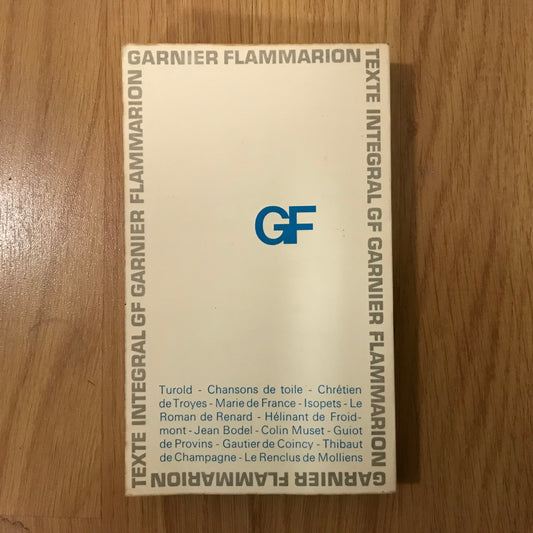 GARNIER FLAMMARION
TEXTE INTEGRAL GF GARNIER FLAMMARION
GARNIER FLAMMARION
TEXTE INTEGRAL GF GARNIER FLAMMARION
GF
Turold - Chansons de toile - Chrétien
de Troyes - Marie de France - Isopets - Le
Roman de Renard - Hélinant de Froid-
mont - Jean Bodel - Colin Muset - Guiot
de Provins - Gautier de Coincy - Thibaut
de Champagne - Le Renclus de Molliens